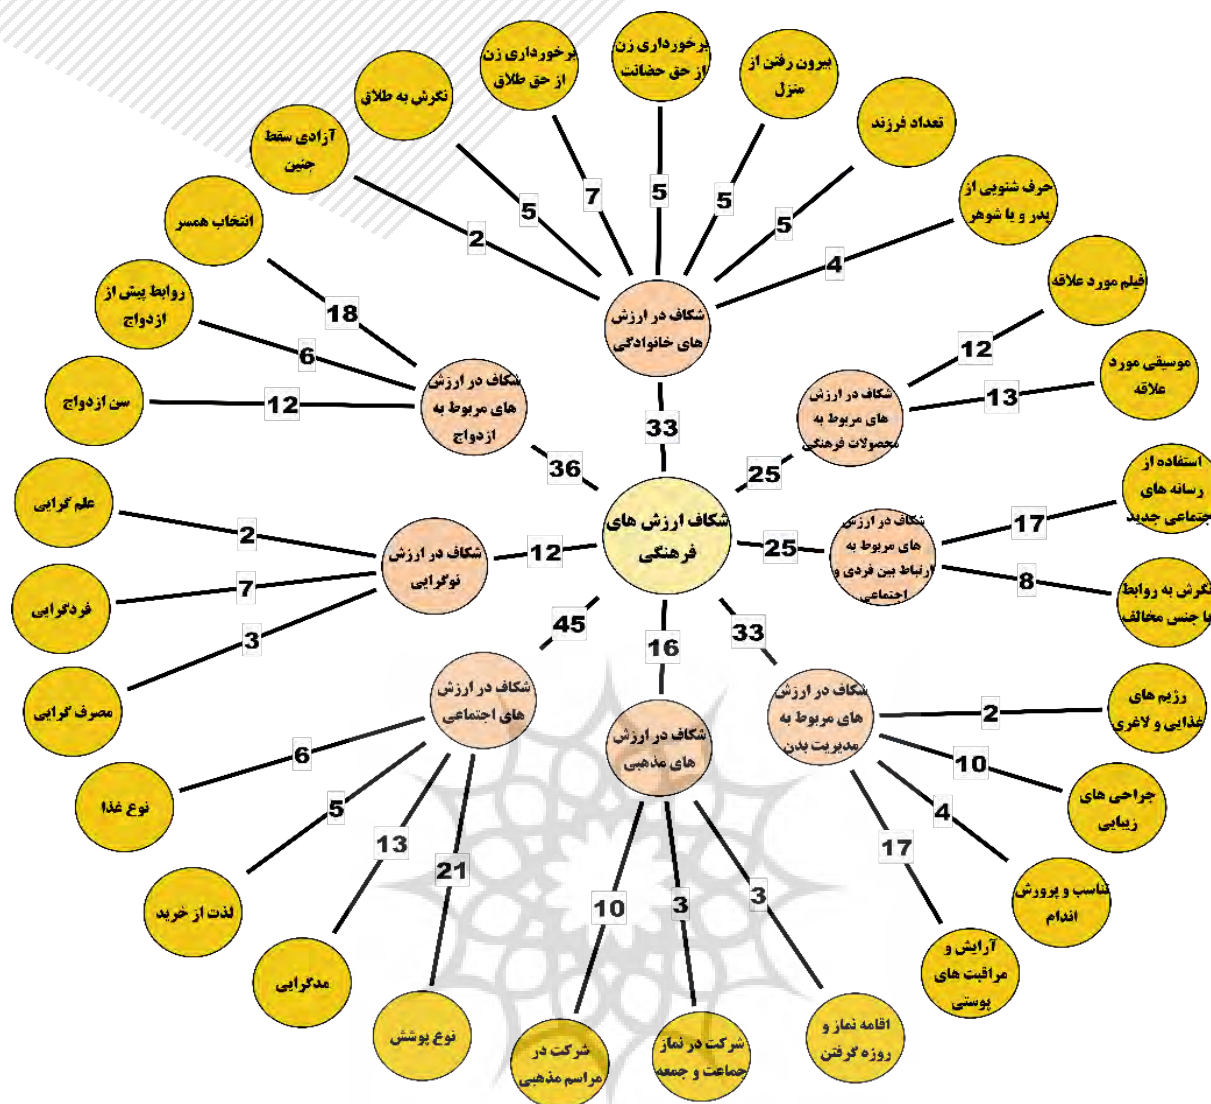 شکاف ارزش های
فرهنگی
شکاف در ارزش
های خانوادگی
33
آزادی سقط
جنین
2
نگرش به طلاق
5
برخورداری زن
از حق طلاق
7
برخورداری زن
از حق حضانت
5
بیرون رفتن از
منزل
5
تعداد فرزند
5
حرف شنویی از
پدر و یا شوهر
4
شکاف در ارزش
های مربوط به
محصولات فرهنگی
25
فیلم مورد علاقه
12
موسیقی مورد
علاقه
13
شکاف در ارزش
های مربوط به
ارتباط بین فردی و
اجتماعی
25
استفاده از
رسانه های
اجتماعی جدید
17
نگرش به روابط
با جنس مخالف
8
شکاف در ارزش
های مربوط به
مدیریت بدن
33
رژیم های
غذایی و لاغری
2
جراحی های
زیبایی
10
تناسب و پرورش
اندام
4
آرایش و
مراقبت های
پوستی
17
شکاف در ارزش
های مذهبی
16
اقامه نماز و
روزه گرفتن
3
شرکت در نماز
جماعت و جمعه
3
شرکت در
مراسم مذهبی
10
شکاف در ارزش
های اجتماعی
45
نوع پوشش
21
مدگرایی
13
لذت از خرید
5
نوع غذا
6
شکاف در ارزش
نوگرایی
12
مصرف گرایی
3
فردگرایی
7
علم گرایی
2
شکاف در ارزش
های مربوط به
ازدواج
36
سن ازدواج
12
روابط پیش از
ازدواج
6
انتخاب همسر
18